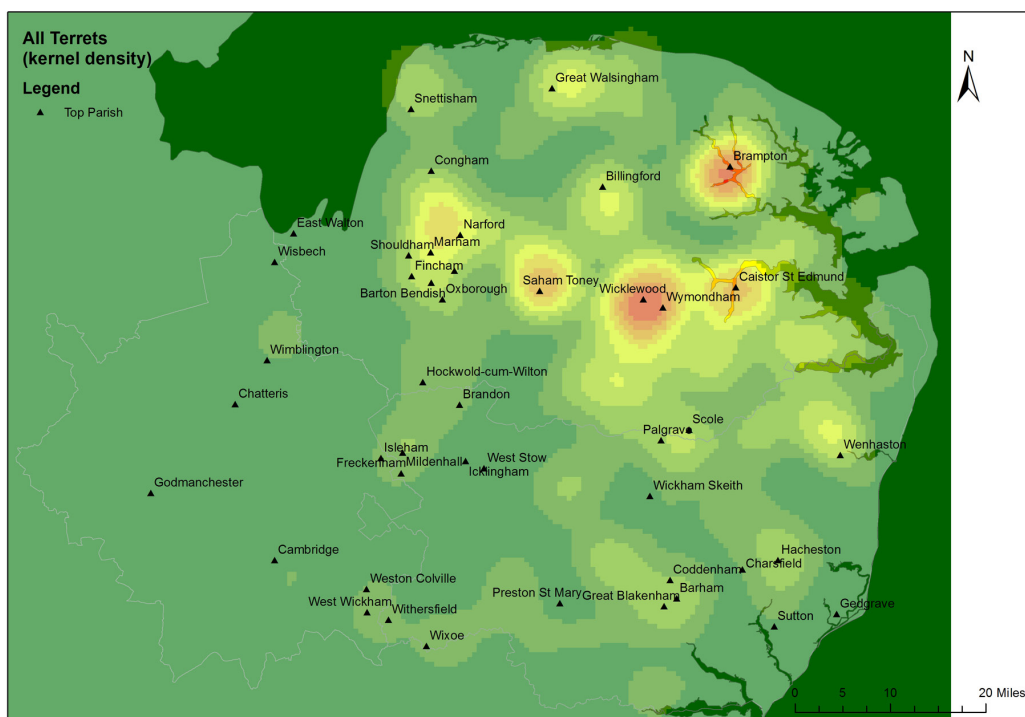 All Terrets
(kernel density)
Legend
Top Parish
N
Great Walsingham
Snettisham
Brampton
Congham
Billingford
East Walton
Narford
Shouldham
Marham
Wisbech
Fincham
Caistor St Edmund
Barton Bendish
Oxborough
Saham Toney
Wicklewood
Wymondham
Wimblington
Hockwold-cum-Wilton
Chatteris
Brandon
Scole
Palgrave
Isleham
Wenhaston
Freckenham
Mildenhall
West Stow
Icklingham
Godmanchester
Wickham Skeith
Cambridge
Hacheston
Coddenham
Charsfield
Weston Colville
Preston St Mary
Great Blakenham
Barham
West Wickham
Withersfield
Gedgrave
Sutton
Wixoe
0 5 10 20 Miles